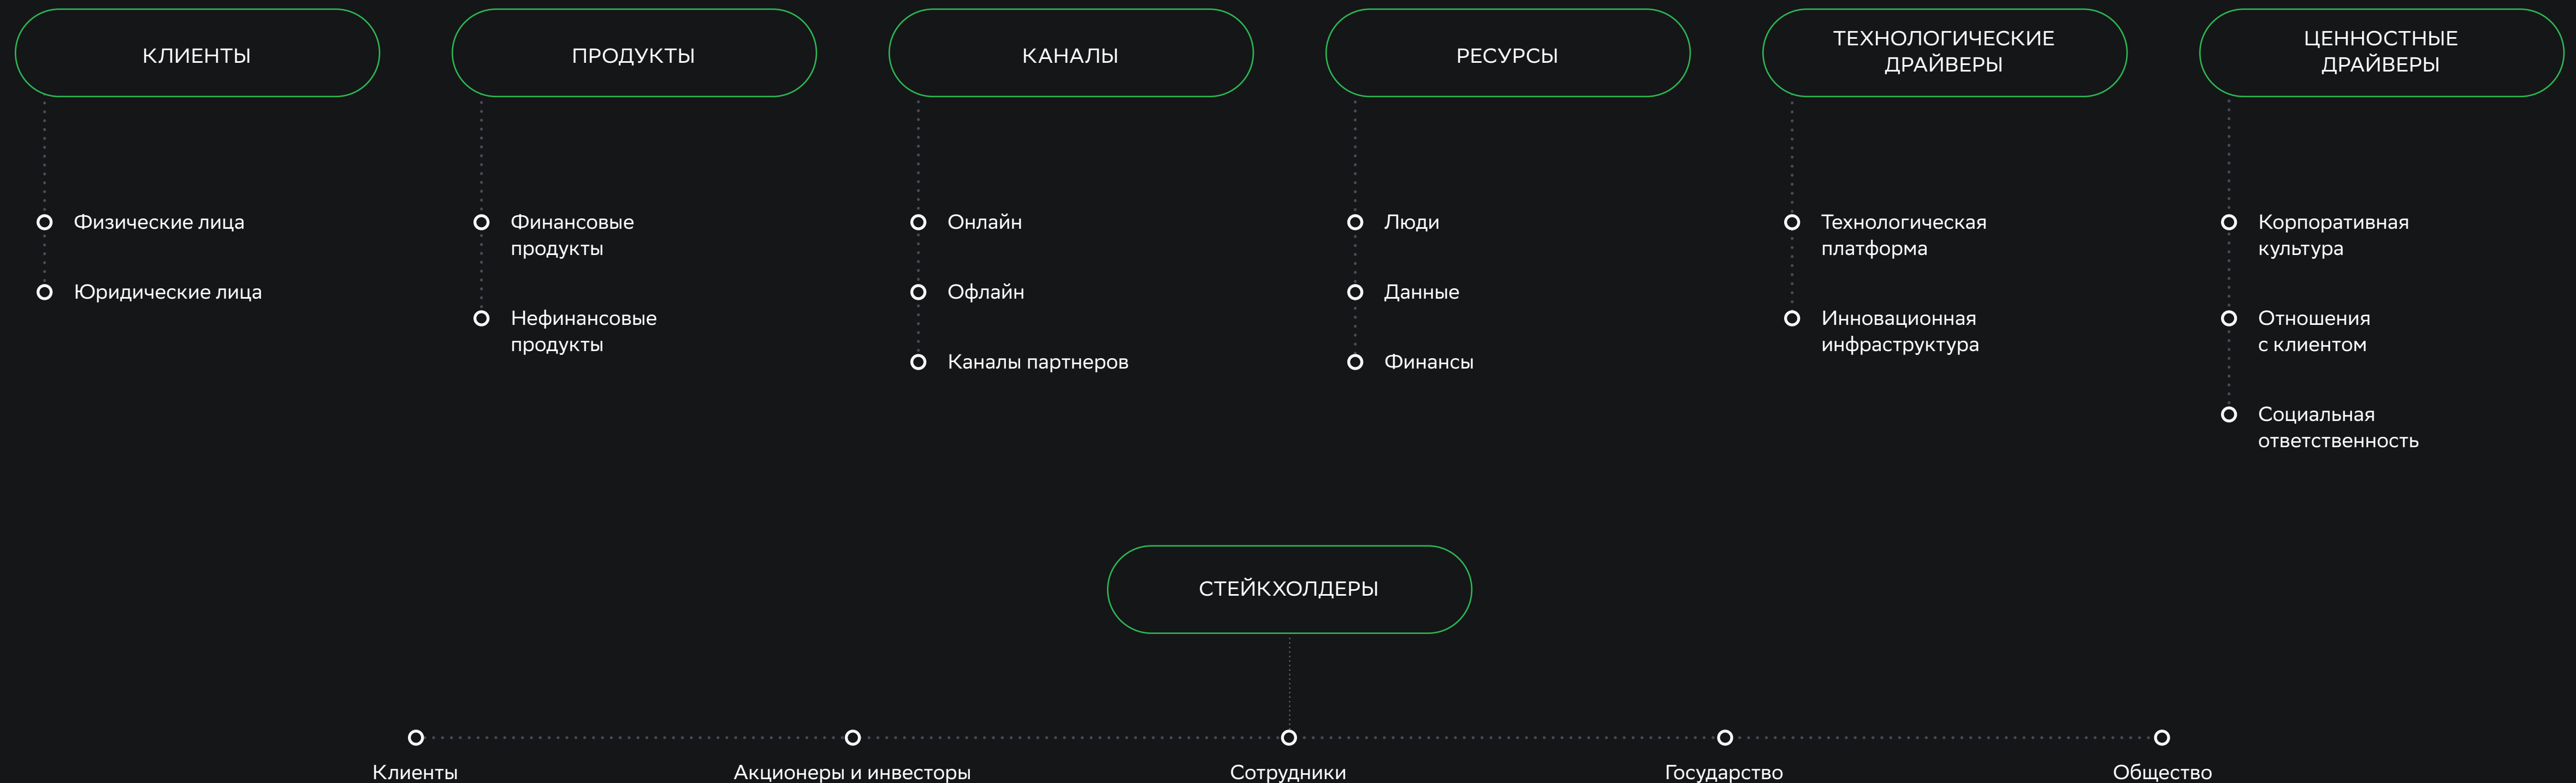 КЛИЕНТЫ
Физические лица
Юридические лица
ПРОДУКТЫ
Финансовые
продукты
Нефинансовые
продукты
КАНАЛЫ
Онлайн
Офлайн
Каналы партнеров
РЕСУРСЫ
Люди
Данные
Финансы
ТЕХНОЛОГИЧЕСКИЕ
ДРАЙВЕРЫ
Технологическая
платформа
Инновационная
инфраструктура
ЦЕННОСТНЫЕ
ДРАЙВЕРЫ
Корпоративная
культура
Отношения
с клиентом
Социальная
ответственность
СТЕЙКХОЛДЕРЫ
Клиенты
Акционеры и инвесторы
Сотрудники
Государство
Общество